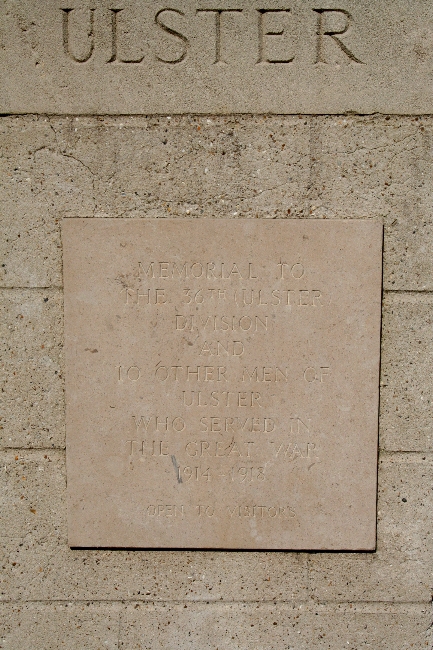 ULSTER
MEMORIAL TO
THE 36TH (ULSTER
DIVISION)
AND
TO OTHER MEN OF
ULSTER
WHO SERVED IN
THE GREAT WAR
1914-1918
OPEN TO VISITORS